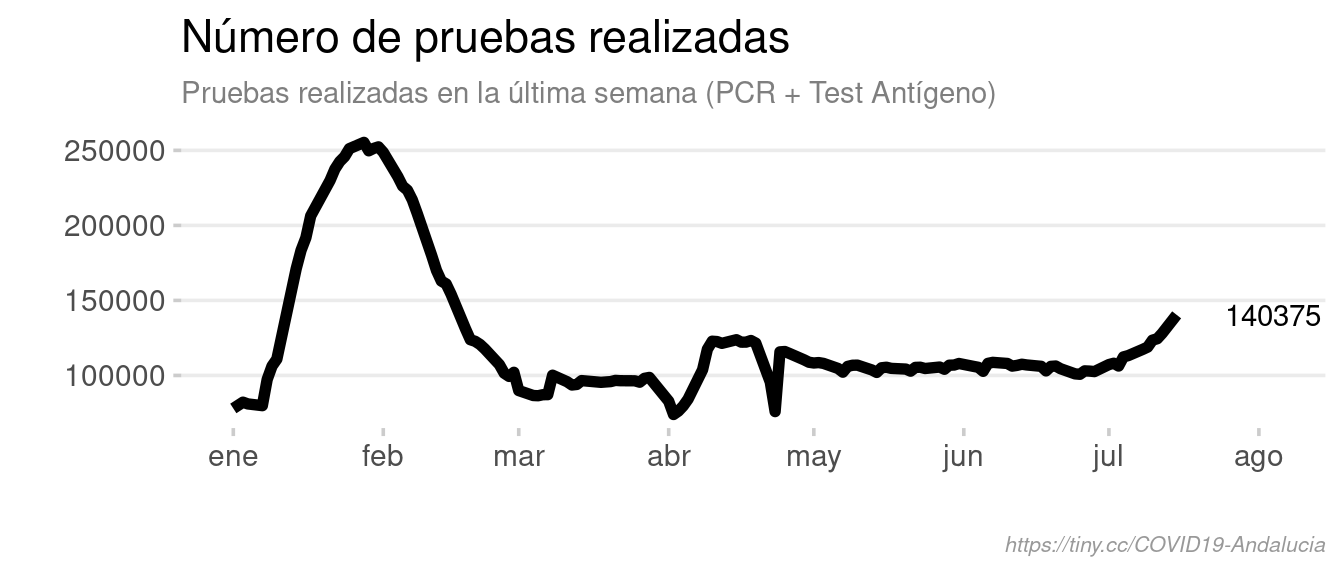 Número de pruebas realizadas
Pruebas realizadas en la última semana (PCR + Test Antígeno)
250000
200000
150000
100000
140375
ene feb mar abr may jun jul ago
https://tiny.cc/COVID19-Andalucia